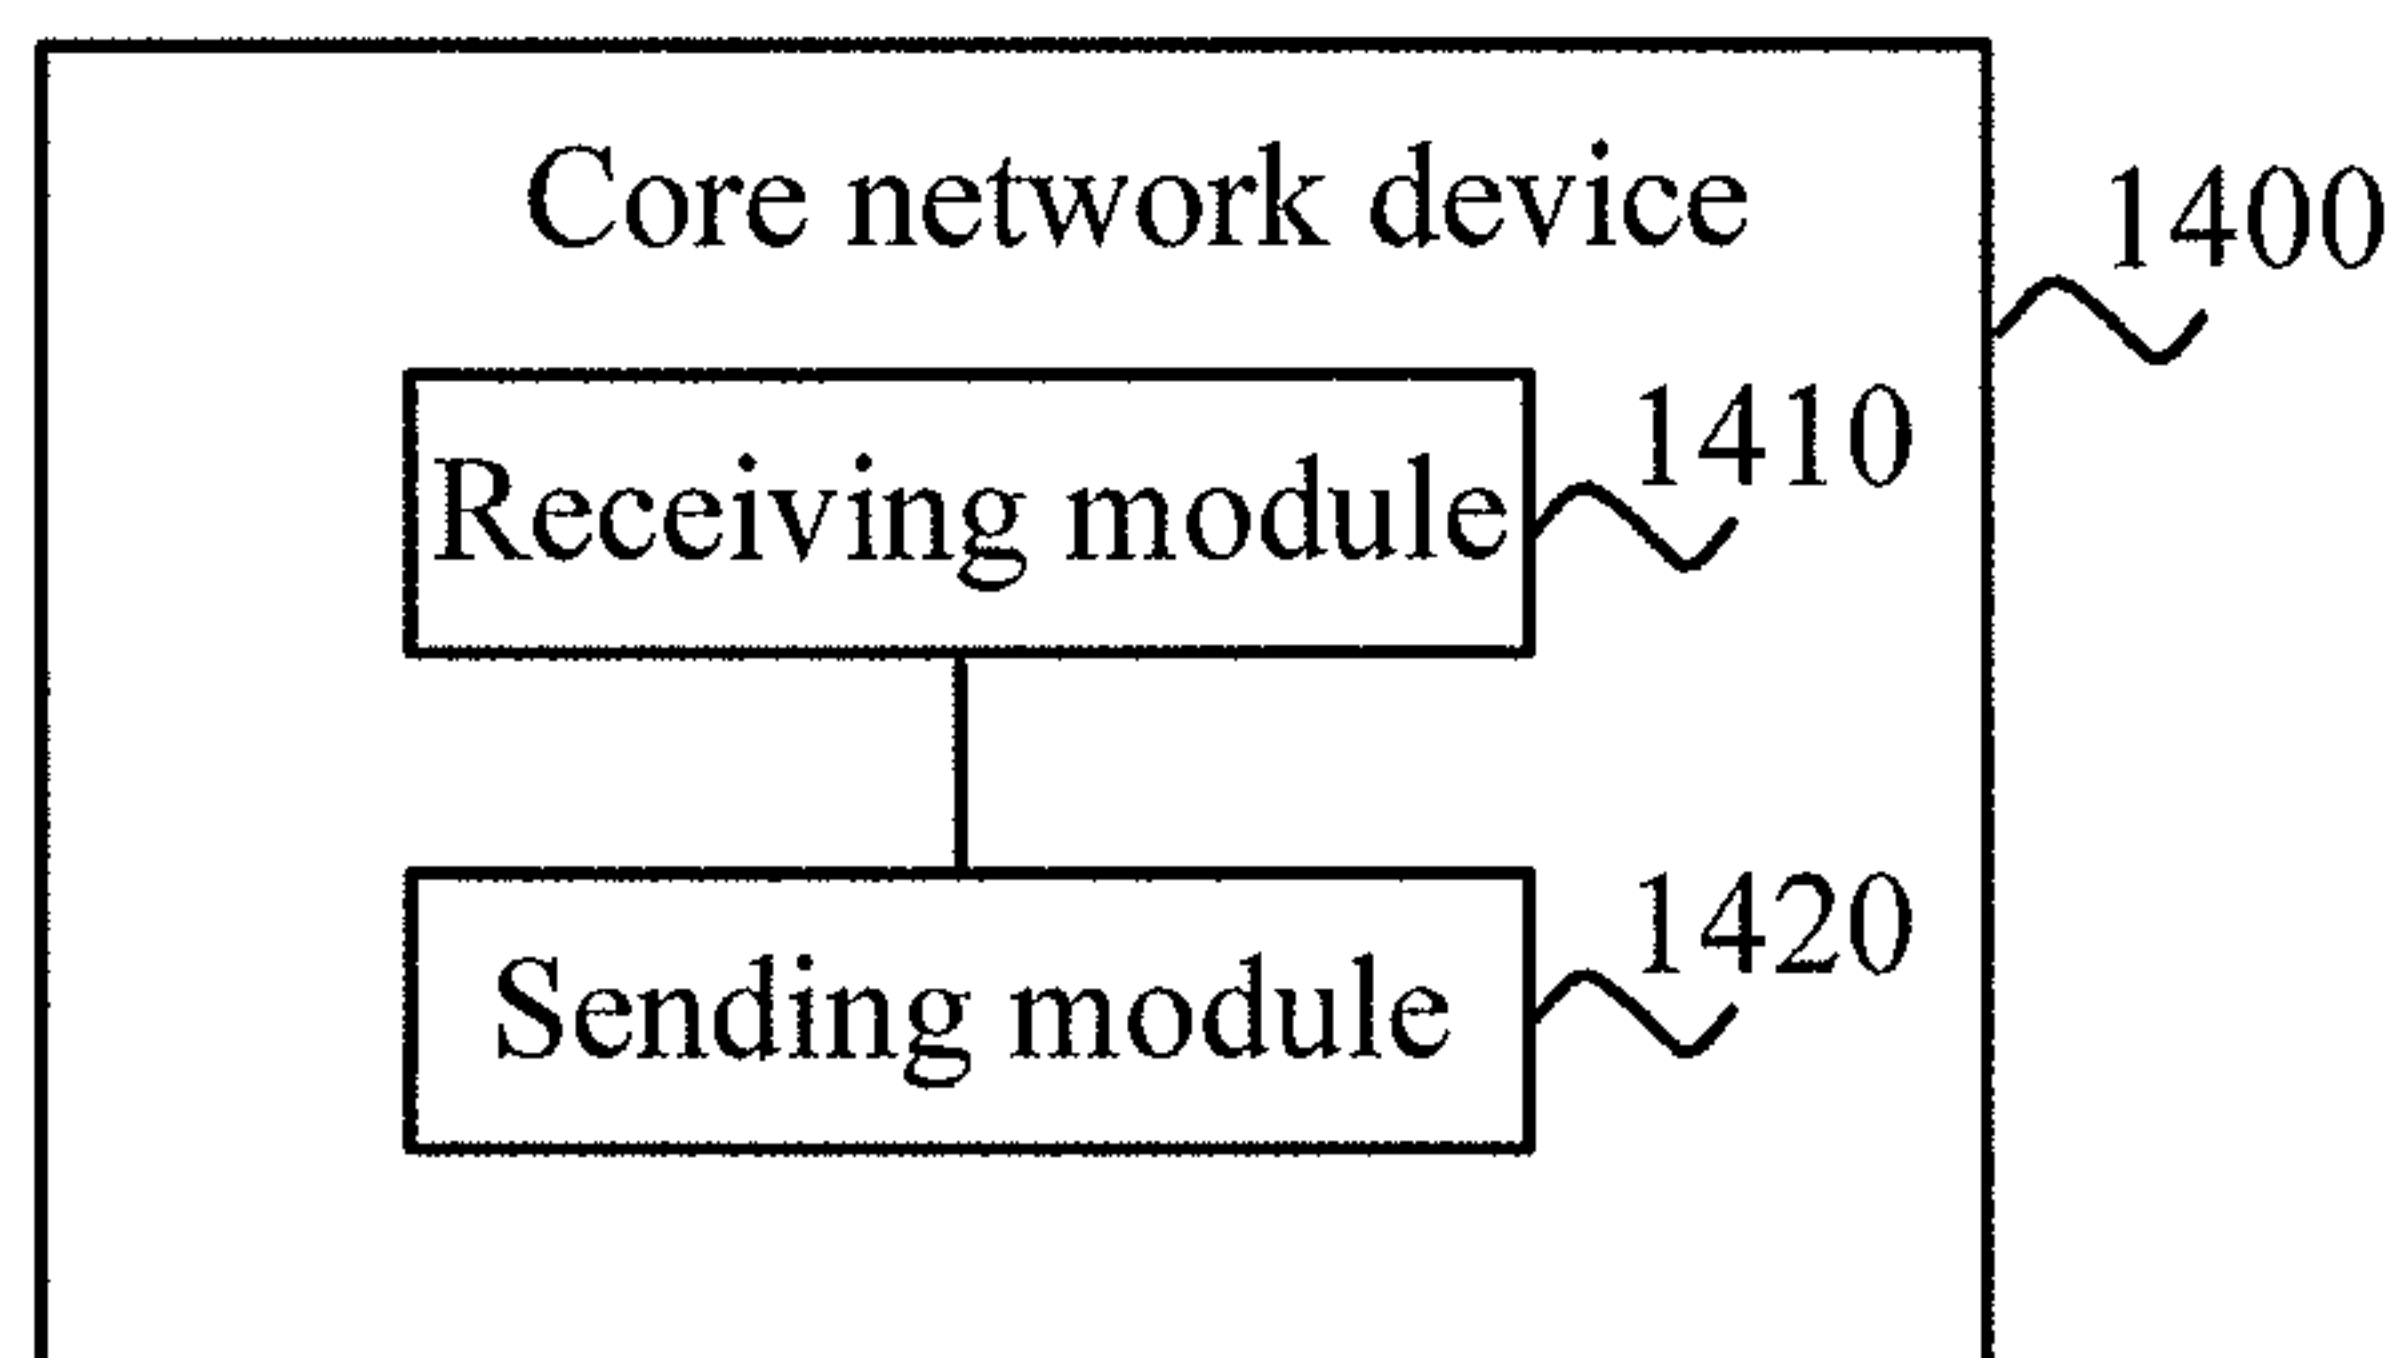 Core network device
1400
Receiving module
1410
Sending module
1420